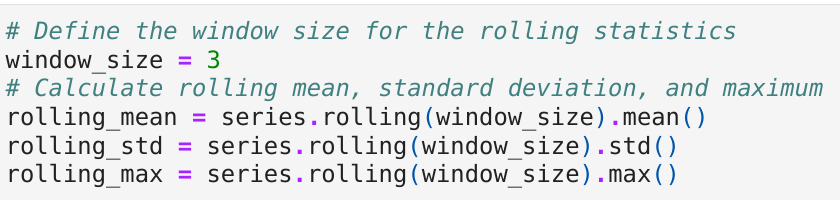 # Define the window size for the rolling statistics
window_size = 3
# Calculate rolling mean, standard deviation, and maximum
rolling_mean = series.rolling(window_size).mean()
rolling_std = series.rolling(window_size).std()
rolling_max = series.rolling(window_size).max()